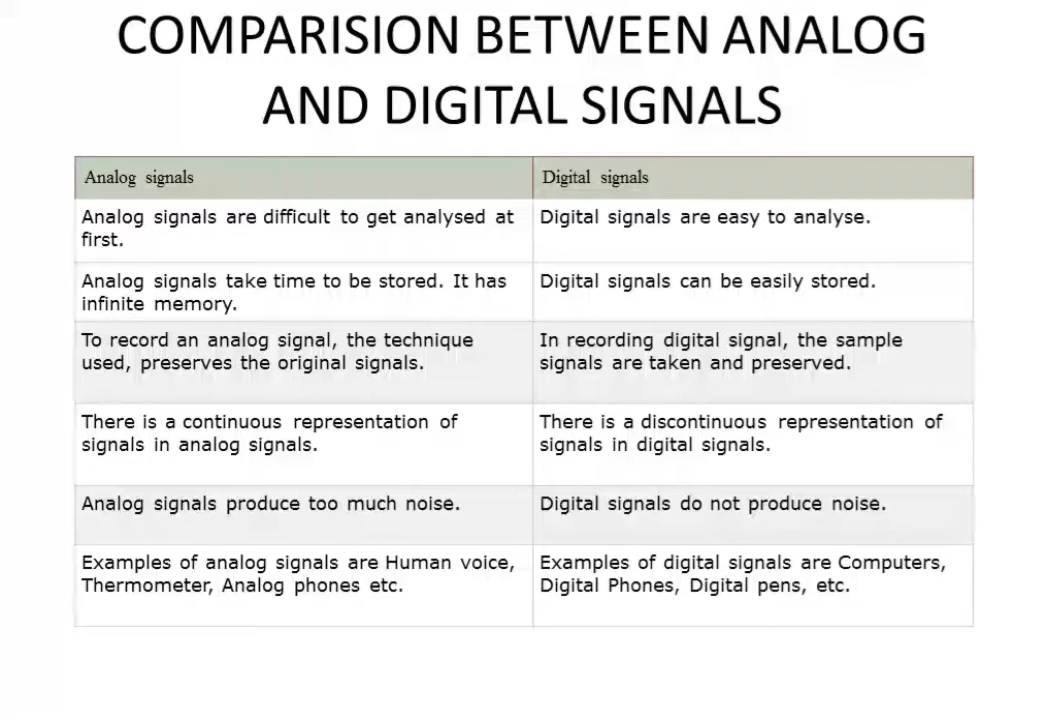 COMPARISION BETWEEN ANALOG
AND DIGITAL SIGNALS
Analog signals
Digital signals
Analog signals are difficult to get analysed at
first.
Digital signals are easy to analyse.
Analog signals take time to be stored. It has
infinite memory.
Digital signals can be easily stored.
To record an analog signal, the technique
used, preserves the original signals.
In recording digital signal, the sample
signals are taken and preserved.
There is a continuous representation of
signals in analog signals.
There is a discontinuous representation of
signals in digital signals.
Analog signals produce too much noise.
Digital signals do not produce noise.
Examples of analog signals are Human voice,
Thermometer, Analog phones etc.
Examples of digital signals are Computers,
Digital Phones, Digital pens, etc.